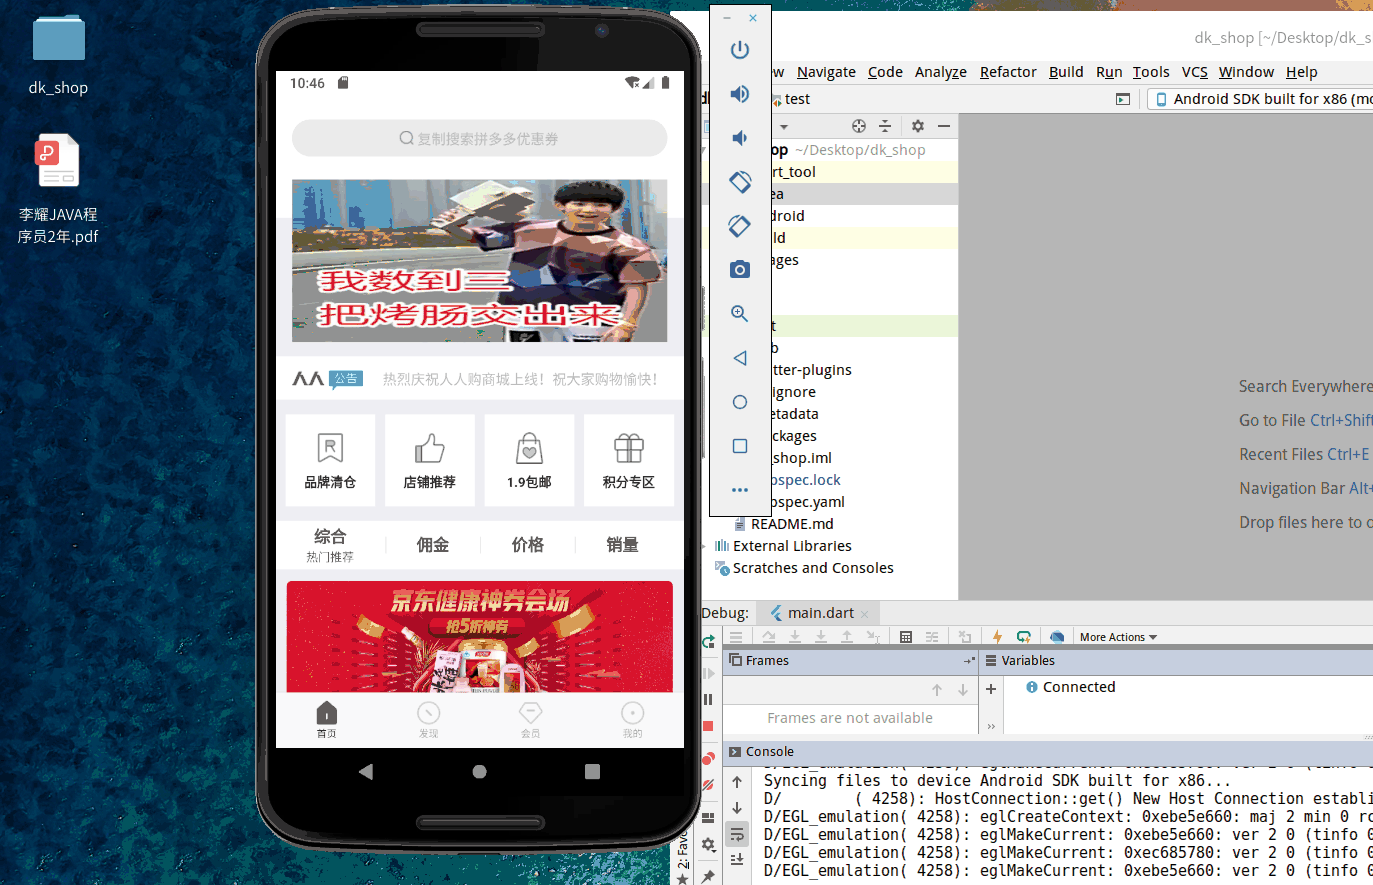 dk_shop
李耀JAVA程
序员2年.pdf
10:46
复制搜索拼多多优惠券
我数到三
把烤肠交出来
公告
热烈庆祝人人购商城上线！祝大家购物愉快！
品牌清仓
店铺推荐
1.9包邮
积分专区
综合
热门推荐
佣金
价格
销量
京东健康神券会场
抢5折神券
首页
发现
会员
我的
dk_shop [~/Desktop/dk_s
w Navigate Code Analyze Refactor Build Run Tools VCS Window Help
test
Android SDK built for x86 (mo
op ~/Desktop/dk_shop
rt_tool
ea
droid
ld
ages
t
b
tter-plugins
ignore
etadata
ckages
_shop.iml
bspec.lock
bspec.yaml
README.md
External Libraries
Scratches and Consoles
Search Everywhere
Go to File Ctrl+Shift
Recent Files Ctrl+E
Navigation Bar Alt+
Drop files here to o
Debug: main.dart
More Actions
Frames
Variables
Connected
Frames are not available
Console
Syncing files to device Android SDK built for x86...
D/ ( 4258): HostConnection::get() New Host Connection establi
D/EGL_emulation( 4258): eglCreateContext: 0xebe5e660: maj 2 min 0 rc
D/EGL_emulation( 4258): eglMakeCurrent: 0xebe5e660: ver 2 0 (tinfo 0
D/EGL_emulation( 4258): eglMakeCurrent: 0xec685780: ver 2 0 (tinfo 0
D/EGL_emulation( 4258): eglMakeCurrent: 0xebe5e660: ver 2 0 (tinfo 0
2: Favo